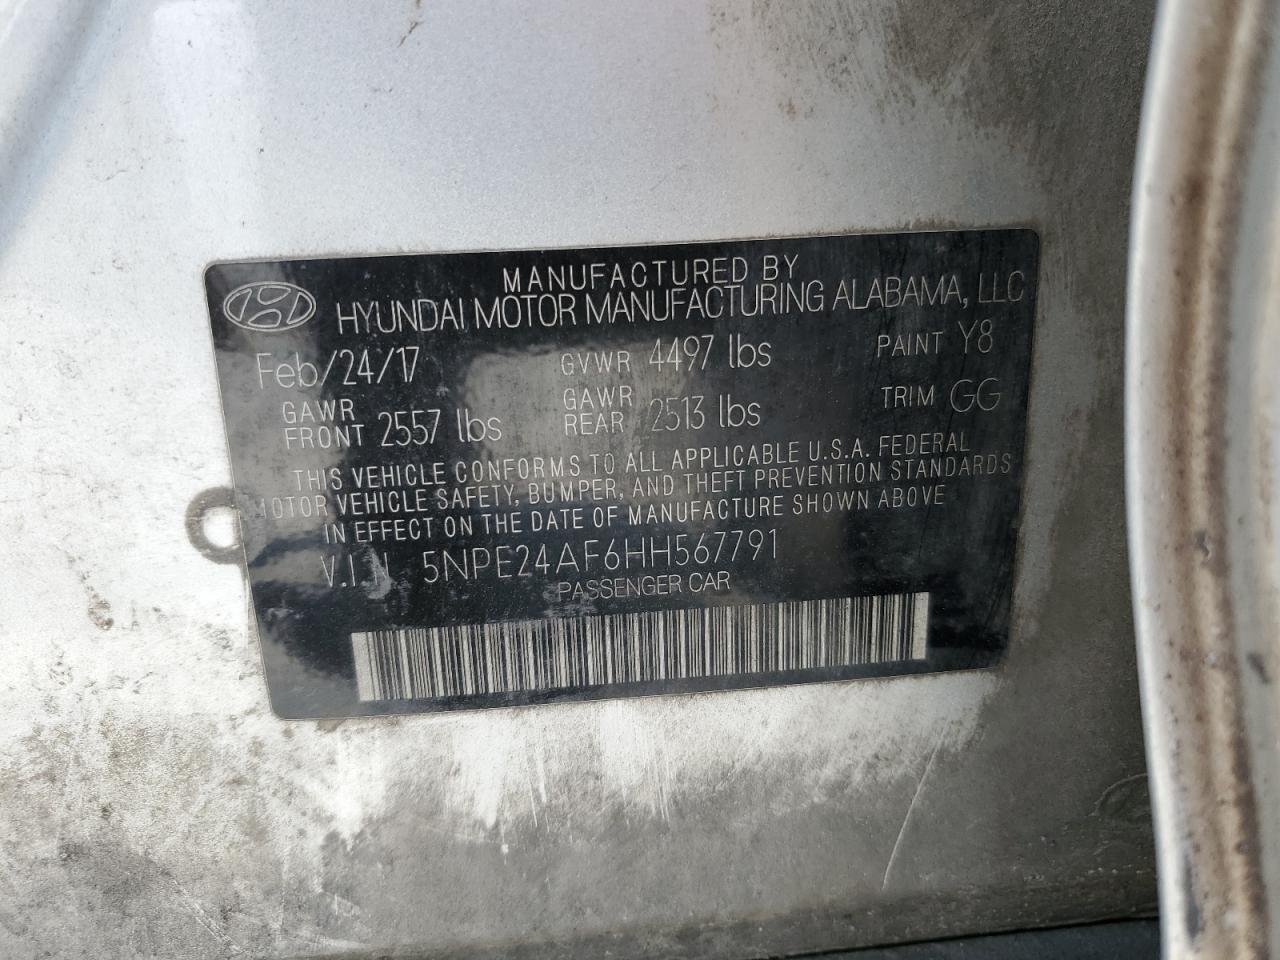 MANUFACTURED BY
HYUNDAI MOTOR MANUFACTURING ALABAMA, LLC
Feb/24/17 GVWR 4497 lbs PAINT Y8
GAWR FRONT 2557 lbs GAWR REAR 2513 lbs TRIM GG
THIS VEHICLE CONFORMS TO ALL APPLICABLE U.S.A. FEDERAL
MOTOR VEHICLE SAFETY, BUMPER, AND THEFT PREVENTION STANDARDS
IN EFFECT ON THE DATE OF MANUFACTURE SHOWN ABOVE
V.I.N 5NPE24AF6HH567791
PASSENGER CAR